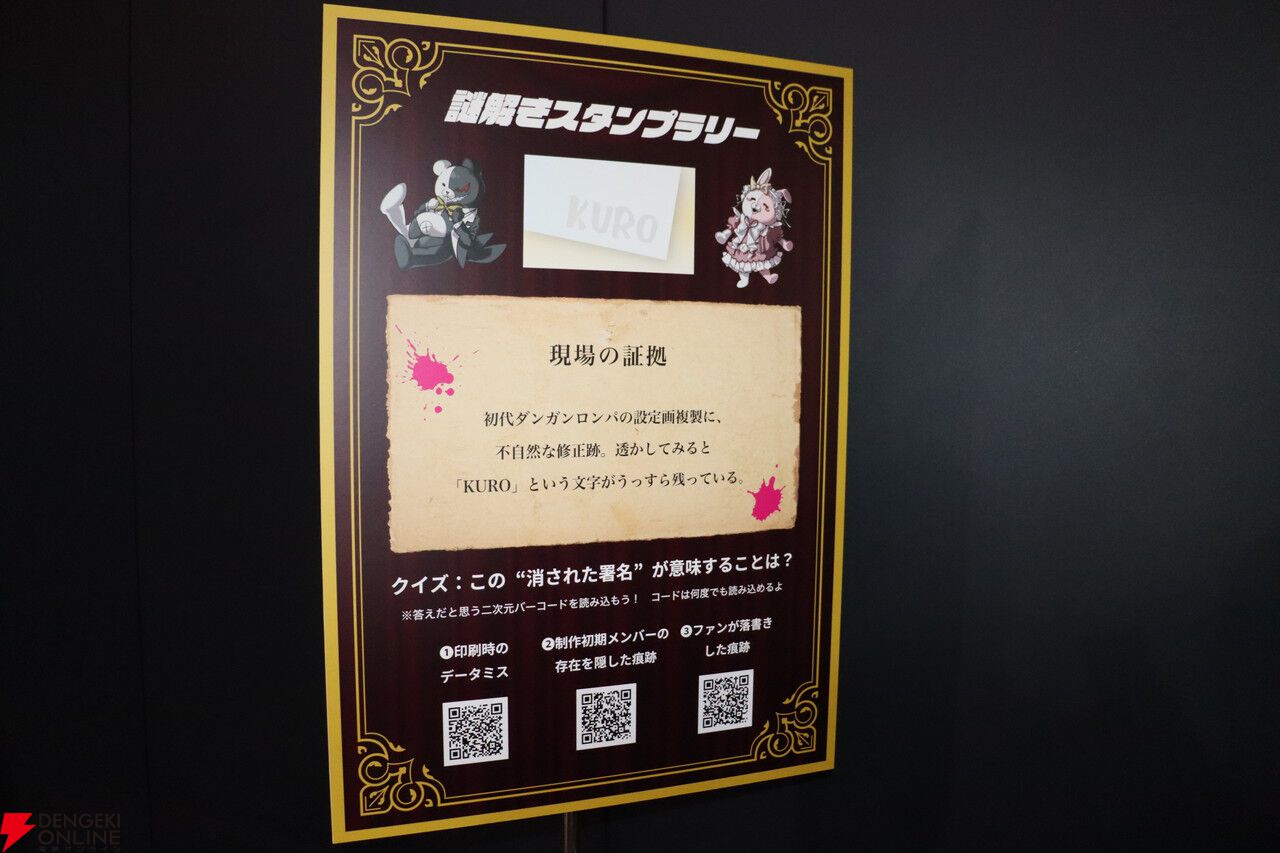 謎解きスタンプラリー
KURO
現場の証拠
初代ダンガンロンパの設定画複製に、
不自然な修正跡。透かしてみると
「KURO」という文字がうっすら残っている。
クイズ：この“消された署名”が意味することは？
※答えだと思う二次元バーコードを読み込もう！　コードは何度でも読み込めるよ
❶印刷時の
データミス
❷制作初期メンバーの
存在を隠した痕跡
❸ファンが落書き
した痕跡
DENGEKI
ONLINE